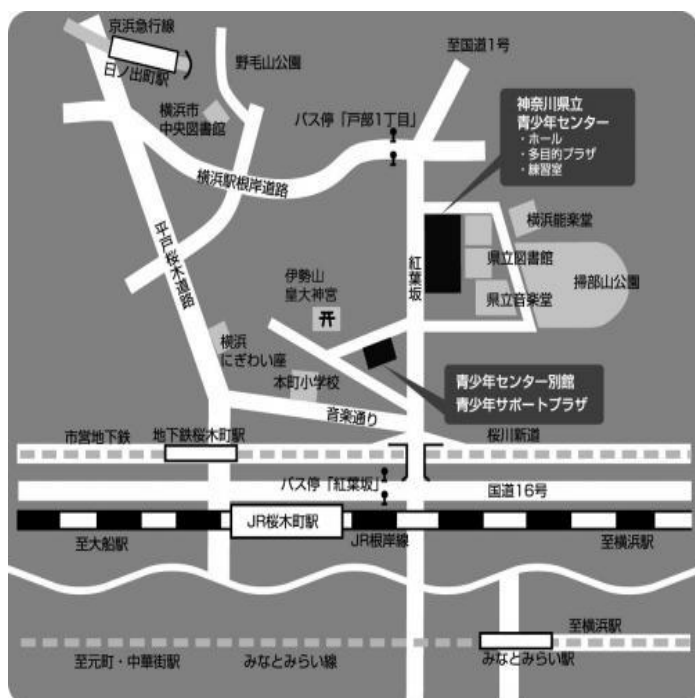 京浜急行線
日ノ出町駅
野毛山公園
至国道1号
横浜市
中央図書館
バス停「戸部1丁目」
神奈川県立
青少年センター
・ホール
・多目的プラザ
・練習室
横浜駅根岸道路
横浜能楽堂
平戸桜木道路
紅葉坂
県立図書館
掃部山公園
伊勢山
皇大神宮
県立音楽堂
横浜
にぎわい座
本町小学校
青少年センター別館
青少年サポートプラザ
音楽通り
市営地下鉄
地下鉄桜木町駅
桜川新道
バス停「紅葉坂」
国道16号
JR桜木町駅
至大船駅
JR根岸線
至横浜駅
至横浜駅
至元町・中華街駅
みなとみらい線
みなとみらい駅